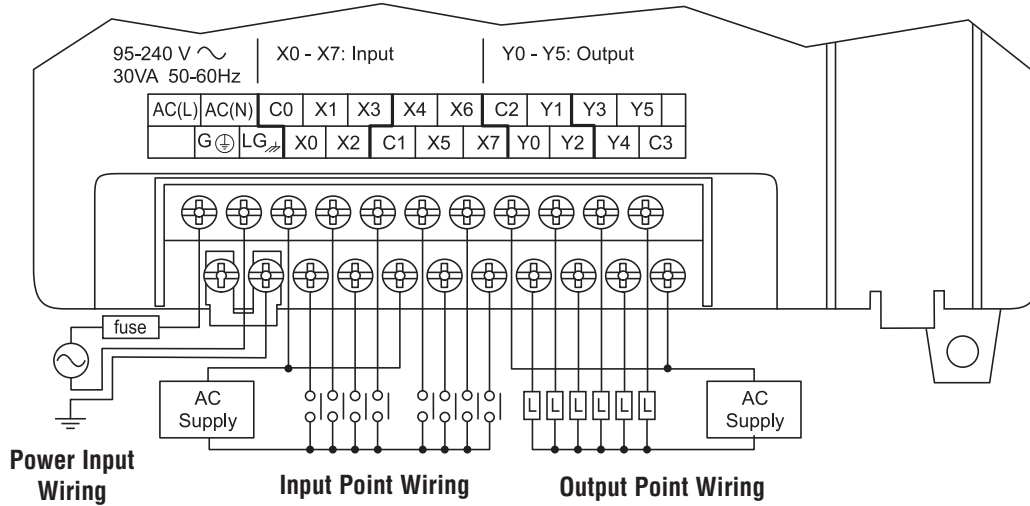 95-240 V
30VA 50-60Hz
X0 - X7: Input
Y0 - Y5: Output
AC(L) AC(N) C0 X1 X3 X4 X6 C2 Y1 Y3 Y5
G LG X0 X2 C1 X5 X7 Y0 Y2 Y4 C3
fuse
AC
Supply
L L L L L L
AC
Supply
Power Input
Wiring
Input Point Wiring
Output Point Wiring